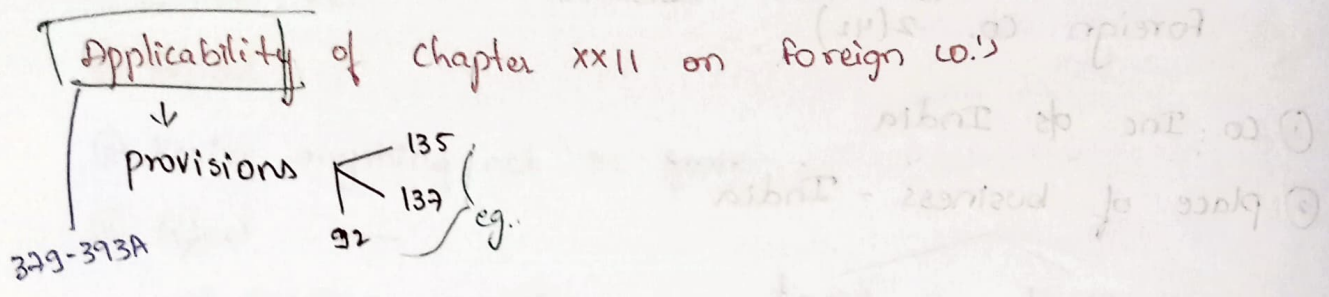 Applicability of Chapter XXII on foreign co.'s
provisions
135
137
92
eg.
379-393A